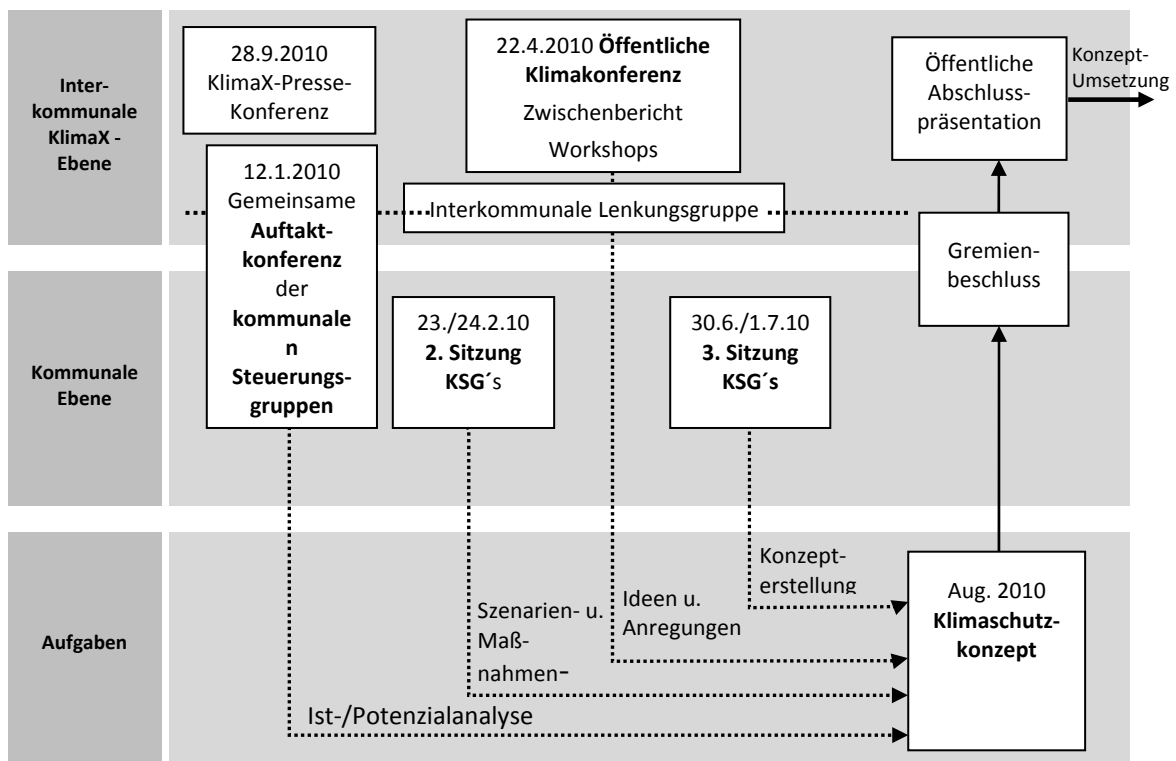 Inter-
kommunale
KlimaX -
Ebene
28.9.2010
KlimaX-Presse-
Konferenz
22.4.2010 Öffentliche
Klimakonferenz
Zwischenbericht
Workshops
Öffentliche
Abschluss-
präsentation
Konzept-
Umsetzung
12.1.2010
Gemeinsame
Auftakt-
konferenz
der
kommunale
n
Steuerungs-
gruppen
Interkommunale Lenkungsgruppe
Gremien-
beschluss
Kommunale
Ebene
23./24.2.10
2. Sitzung
KSG´s
30.6./1.7.10
3. Sitzung
KSG´s
Aufgaben
Szenarien- u.
Maß-
nahmen-
Ideen u.
Anregungen
Konzept-
erstellung
Ist-/Potenzialanalyse
Aug. 2010
Klimaschutz-
konzept